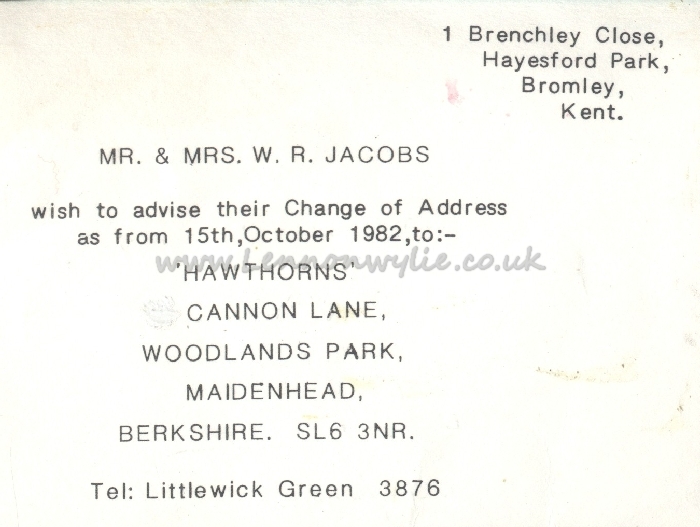 1 Brenchley Close,
Hayesford Park,
Bromley,
Kent.
MR. & MRS. W. R. JACOBS
wish to advise their Change of Address
as from 15th,October 1982,to:-
www.Lennonwylie.co.uk
'HAWTHORNS'
CANNON LANE,
WOODLANDS PARK,
MAIDENHEAD,
BERKSHIRE. SL6 3NR.
Tel: Littlewick Green 3876